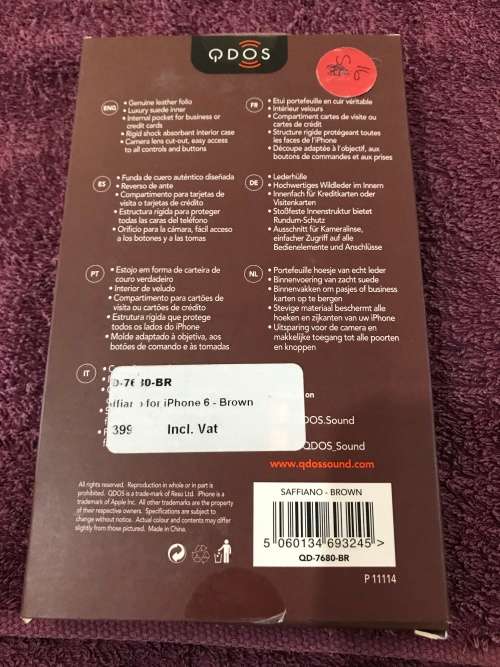 QDOS
ENG
• Genuine leather folio
• Luxury suede inner
• Internal pocket for business or
credit cards
• Rigid shock absorbant interior case
• Camera lens cut-out, easy access
to all controls and buttons
FR
• Etui portefeuille en cuir véritable
• Intérieur velours
• Compartiment cartes de visite ou
cartes de crédit
• Structure rigide protégeant toutes
les faces de l'iPhone
• Découpe adaptée à l'objectif, aux
boutons de commandes et aux prises
ES
• Funda de cuero auténtico diseñada
• Reverso de ante
• Compartimento para tarjetas de
visita o tarjetas de crédito
• Estructura rígida para proteger
todas las caras del teléfono
• Orificio para la cámara, fácil acceso
a los botones y a las tomas
DE
• Lederhülle
• Hochwertiges Wildleder im Innern
• Innenfach für Kreditkarten oder
Visitenkarten
• Stoßfeste Innenstruktur bietet
Rundum-Schutz
• Ausschnitt für Kameralinse,
einfacher Zugriff auf alle
Bedienelemente und Anschlüsse
PT
• Estojo em forma de carteira de
couro verdadeiro
• Interior de veludo
• Compartimento para cartões de
visita ou cartões de crédito
• Estrutura rígida que protege
todos os lados do iPhone
• Molde adaptado à objetiva, aos
botões de comando e às tomadas
NL
• Portefeuille hoesje van echt leder
• Binnenvoering van zacht suede
• Binnenvakken om pasjes of business
karten op te bergen
• Stevige materiaal beschermt alle
hoeken en zijkanten van uw iPhone
• Uitsparing voor de camera en
makkelijke toegang tot alle poorten
en knoppen
IT
-BR
for iPhone 6 - Brown
399 Incl. Vat
on
DOS.Sound
QDOS_Sound
www.qdossound.com
All rights reserved. Reproduction in whole or in part is
prohibited. QDOS is a trade-mark of Reso Ltd. iPhone is a
trademark of Apple Inc. All other trademarks are the property
of their respective owners. Specifications are subject to
change without notice. Actual colour and contents may differ
slightly from those pictured. Made in China.
SAFFIANO - BROWN
5 060134 693245 >
QD-7680-BR
P 11114